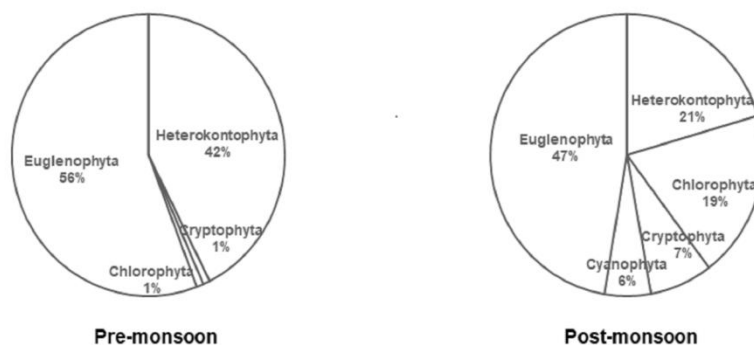 Heterokontophyta
42%
Euglenophyta
56%
Cryptophyta
1%
Chlorophyta
1%
Pre-monsoon
Heterokontophyta
21%
Euglenophyta
47%
Chlorophyta
19%
Cryptophyta
7%
Cyanophyta
6%
Post-monsoon